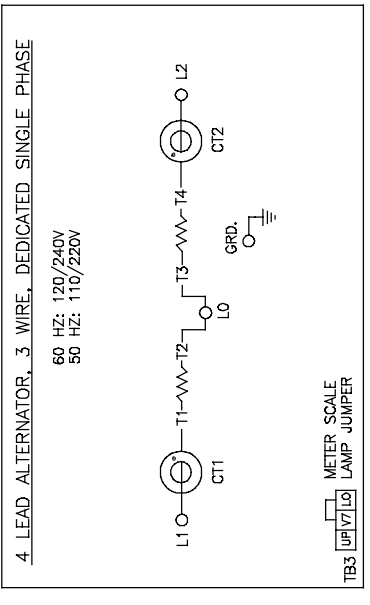 4 LEAD ALTERNATOR, 3 WIRE, DEDICATED SINGLE PHASE
60 HZ: 120/240V
50 HZ: 110/220V
L1 T1 T2 T3 T4 L2
CT1 L0 CT2
GRD.
METER SCALE
LAMP JUMPER
TB3 UP V7 L0